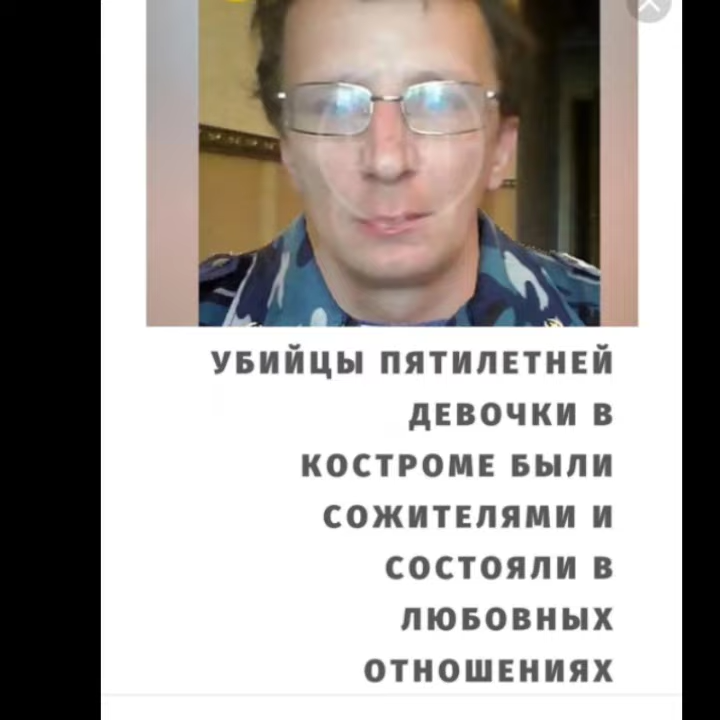 УБИЙЦЫ ПЯТИЛЕТНЕЙ
ДЕВОЧКИ В
КОСТРОМЕ БЫЛИ
СОЖИТЕЛЯМИ И
СОСТОЯЛИ В
ЛЮБОВНЫХ
ОТНОШЕНИЯХ